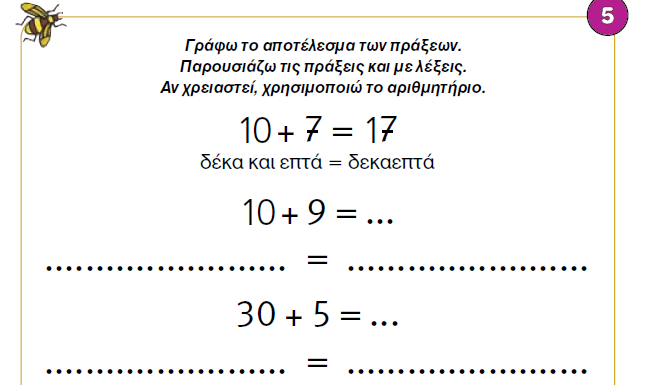 5
Γράφω το αποτέλεσμα των πράξεων.
Παρουσιάζω τις πράξεις και με λέξεις.
Αν χρειαστεί, χρησιμοποιώ το αριθμητήριο.
10 + 7 = 17
δέκα και επτά = δεκαεπτά
10 + 9 = ...
........................ = ........................
30 + 5 = ...
........................ = ........................